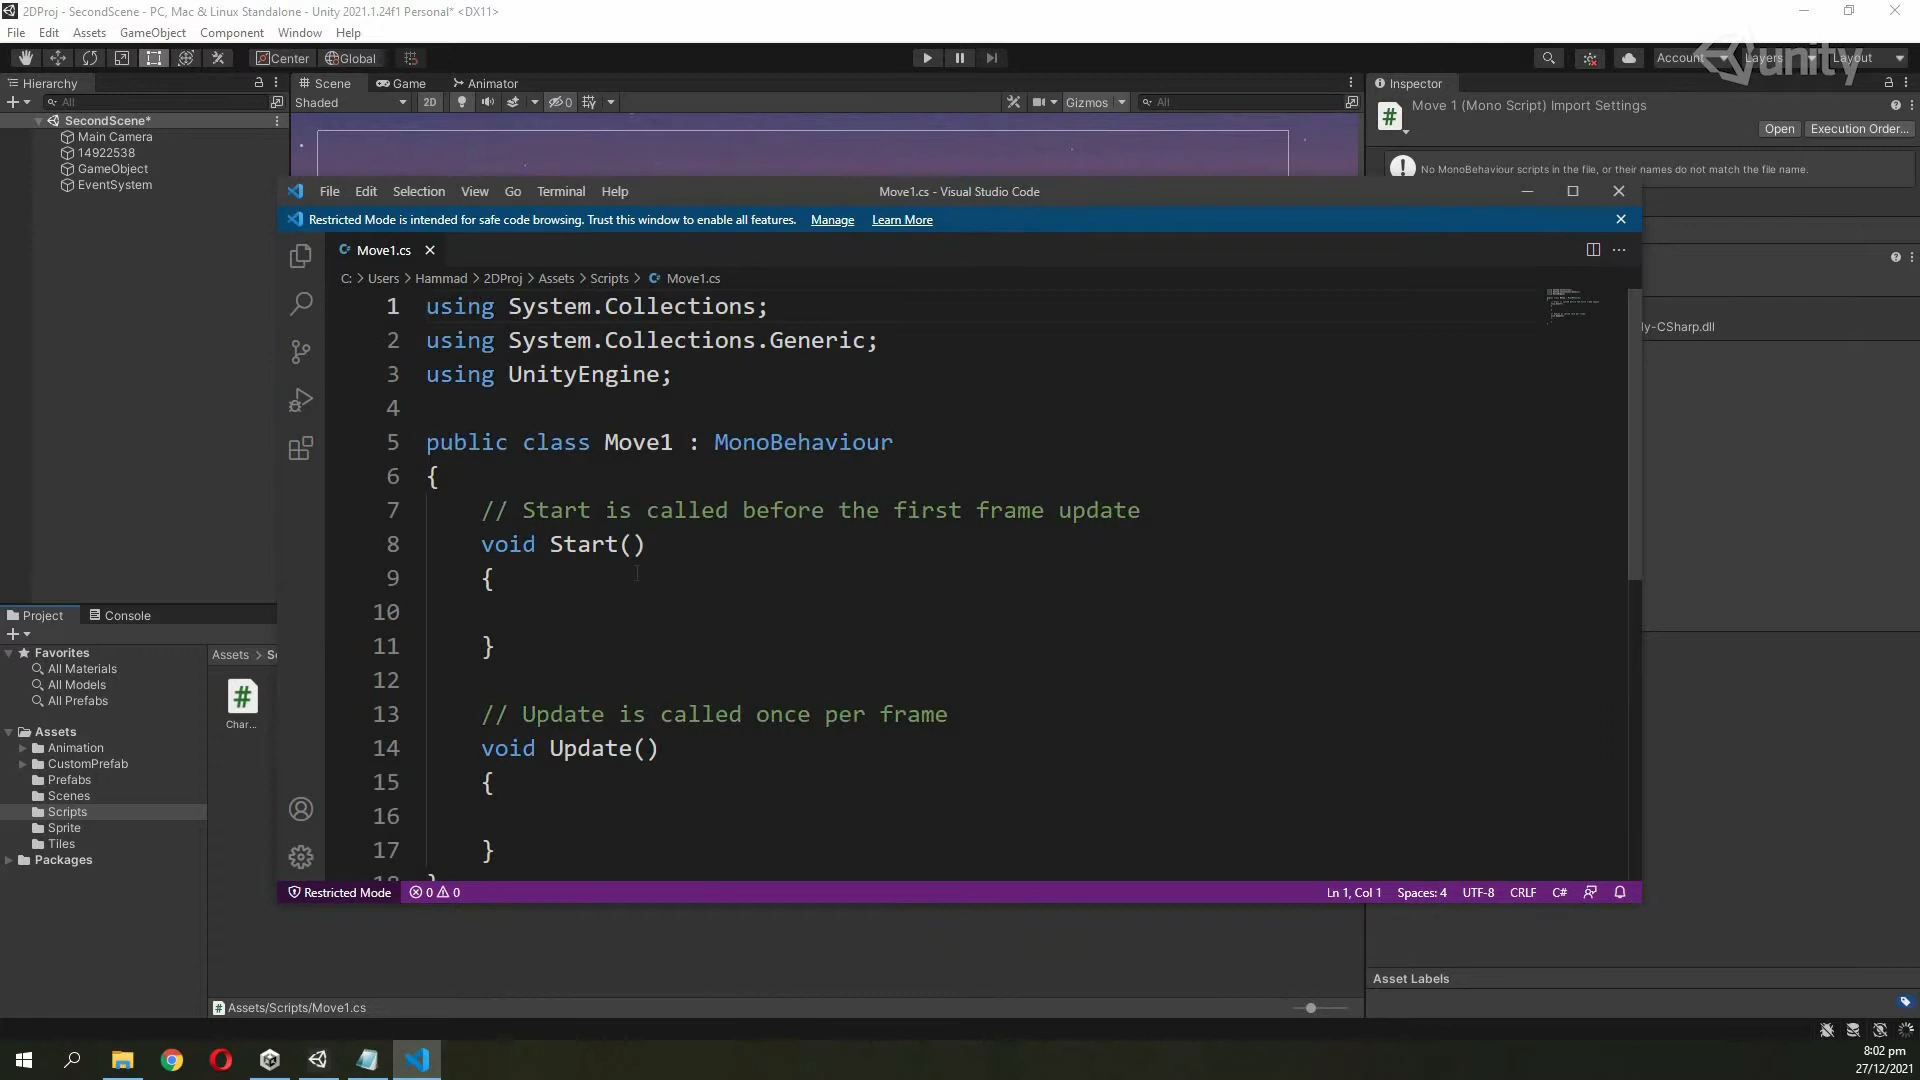 2DProj - SecondScene - PC, Mac & Linux Standalone - Unity 2021.1.24f1 Personal* <DX11>
File Edit Assets GameObject Component Window Help
Center Global Account Layers Layout
unity
Hierarchy Scene Game Animator Inspector
All Shaded 2D 0 Gizmos All
Move 1 (Mono Script) Import Settings
Open Execution Order...
No MonoBehaviour scripts in the file, or their names do not match the file name.
SecondScene*
Main Camera
14922538
GameObject
EventSystem
File Edit Selection View Go Terminal Help Move1.cs - Visual Studio Code
Restricted Mode is intended for safe code browsing. Trust this window to enable all features. Manage Learn More
Move1.cs
C: > Users > Hammad > 2DProj > Assets > Scripts > Move1.cs
1 using System.Collections;
2 using System.Collections.Generic;
3 using UnityEngine;
4
5 public class Move1 : MonoBehaviour
6 {
7 // Start is called before the first frame update
8 void Start()
9 {
10
11 }
12
13 // Update is called once per frame
14 void Update()
15 {
16
17 }
ly-CSharp.dll
Restricted Mode 0 0 Ln 1, Col 1 Spaces: 4 UTF-8 CRLF C#
Project Console
Favorites
All Materials
All Models
All Prefabs
Assets
Animation
CustomPrefab
Prefabs
Scenes
Scripts
Sprite
Tiles
Packages
Assets >
Char...
Asset Labels
Assets/Scripts/Move1.cs
8:02 pm
27/12/2021